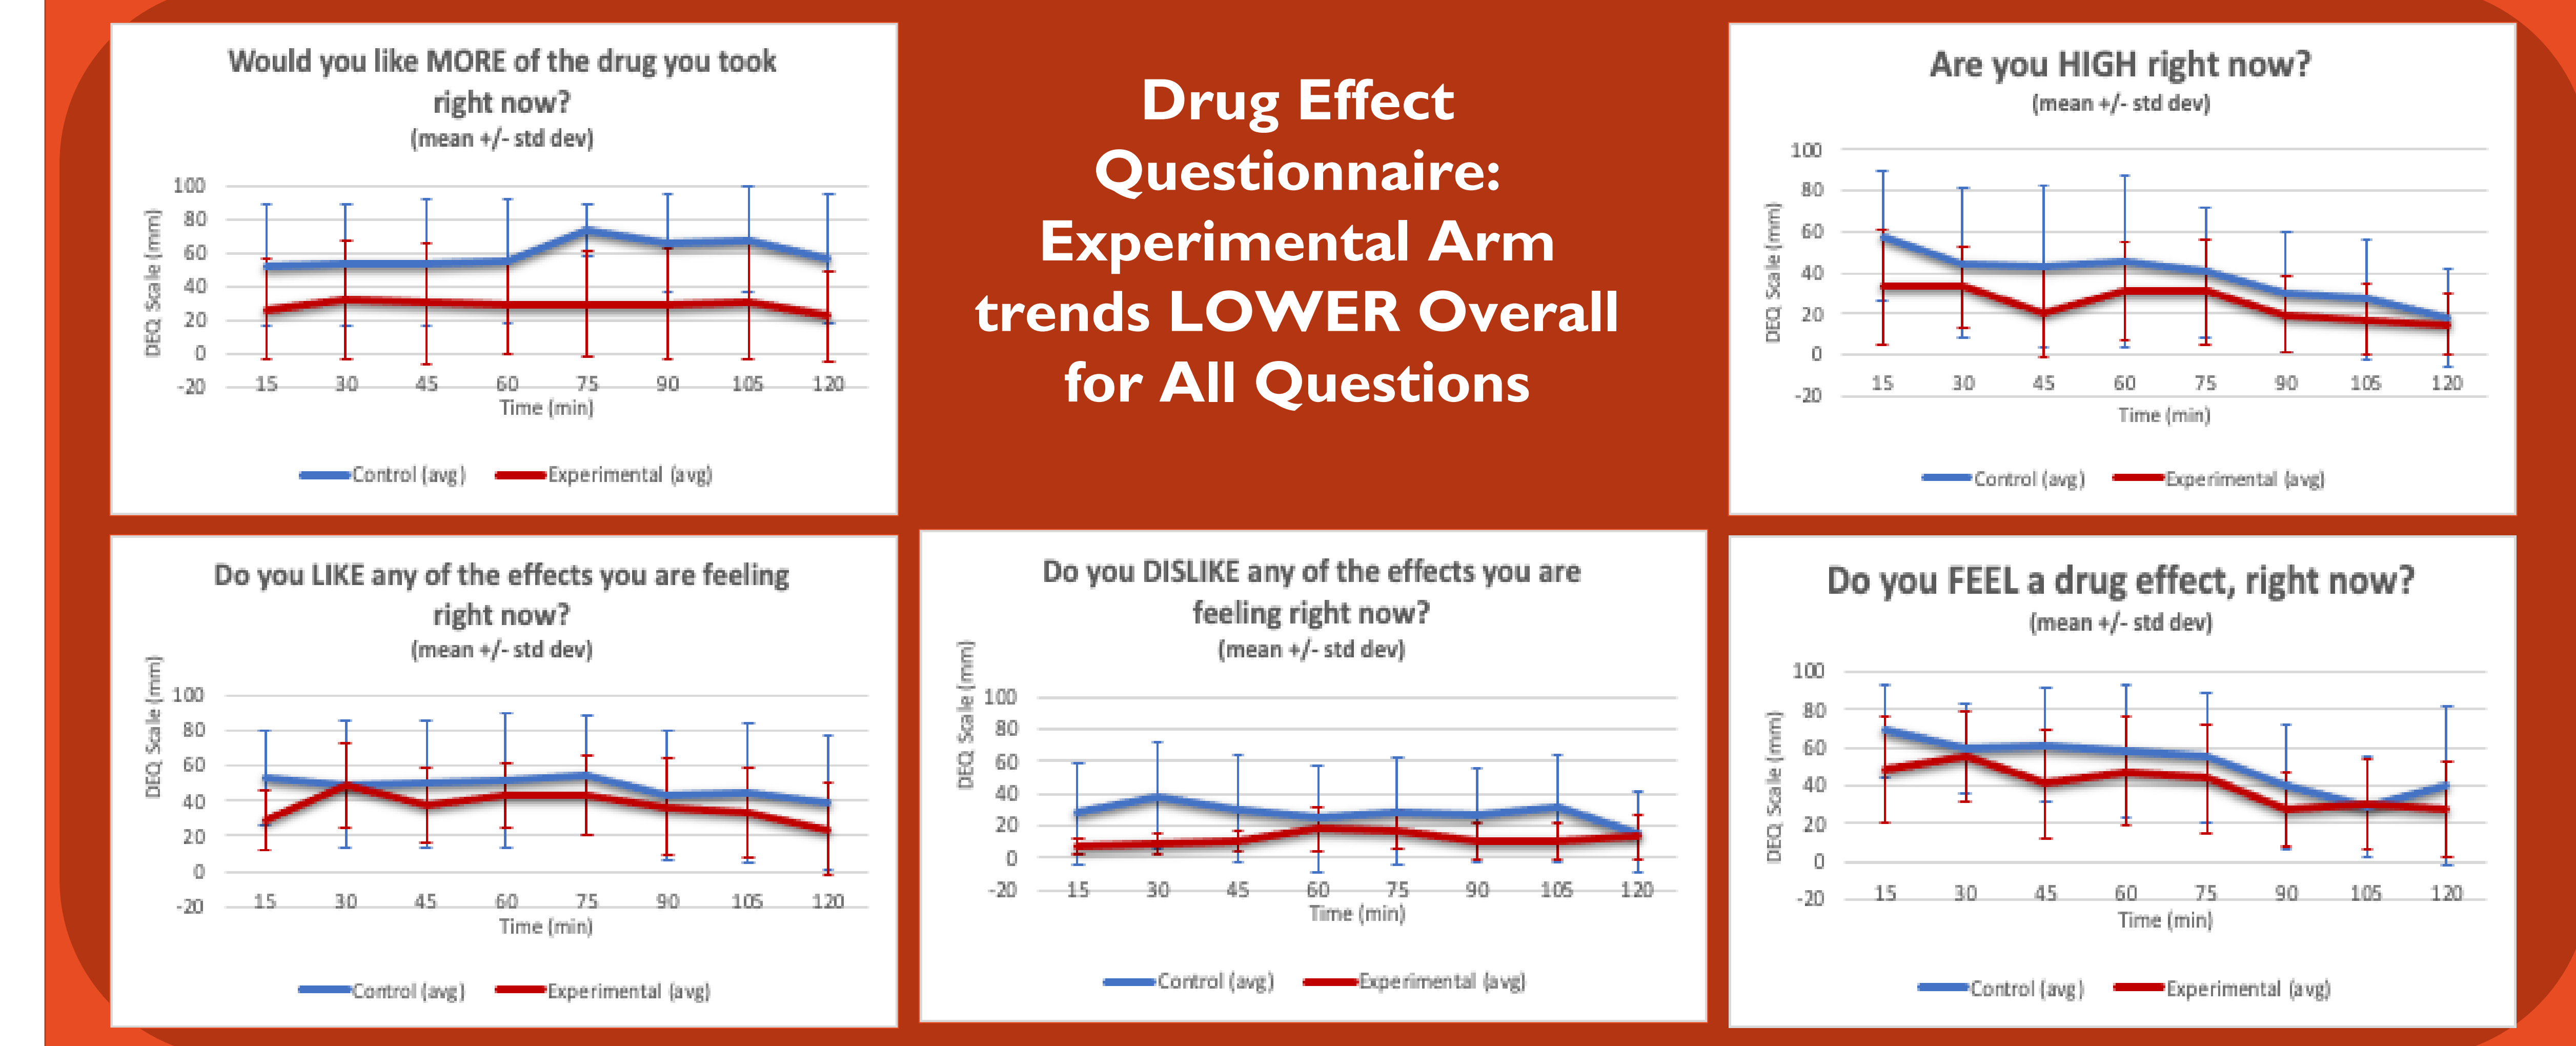 Would you like MORE of the drug you took
right now?
(mean +/- std dev)
DEQ Scale (mm)
100
80
60
40
20
0
-20
15 30 45 60 75 90 105 120
Time (min)
Control (avg) Experimental (avg)
Drug Effect
Questionnaire:
Experimental Arm
trends LOWER Overall
for All Questions
Are you HIGH right now?
(mean +/- std dev)
DEQ Scale (mm)
100
80
60
40
20
0
-20
15 30 45 60 75 90 105 120
Time (min)
Control (avg) Experimental (avg)
Do you LIKE any of the effects you are feeling
right now?
(mean +/- std dev)
DEQ Scale (mm)
100
80
60
40
20
0
-20
15 30 45 60 75 90 105 120
Time (min)
Control (avg) Experimental (avg)
Do you DISLIKE any of the effects you are
feeling right now?
(mean +/- std dev)
DEQ Scale (mm)
100
80
60
40
20
0
-20
15 30 45 60 75 90 105 120
Time (min)
Control (avg) Experimental (avg)
Do you FEEL a drug effect, right now?
(mean +/- std dev)
DEQ Scale (mm)
100
80
60
40
20
0
-20
15 30 45 60 75 90 105 120
Time (min)
Control (avg) Experimental (avg)